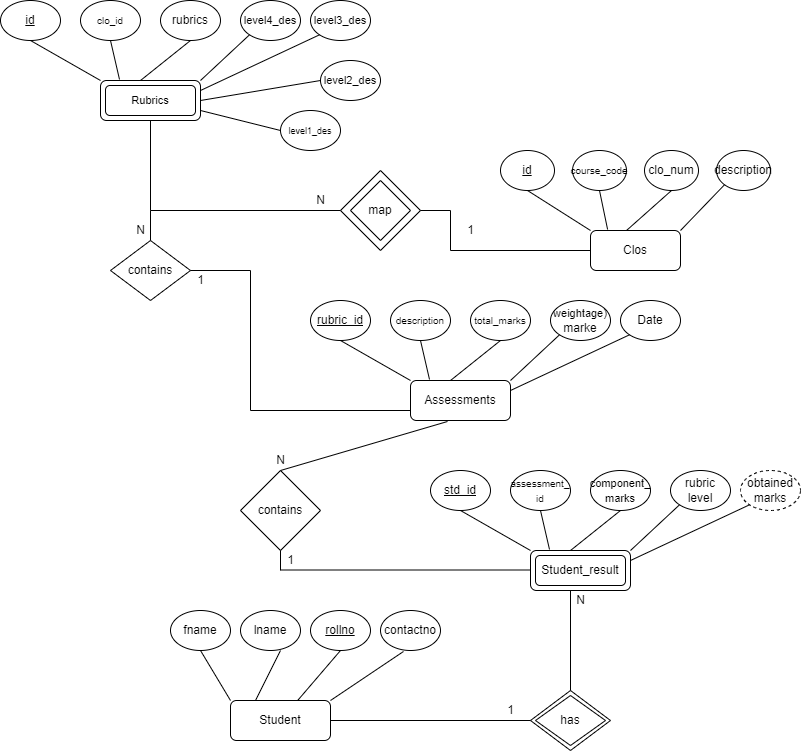 id
clo_id
rubrics
level4_des
level3_des
level2_des
Rubrics
level1_des
id
course_code
clo_num
description
N
map
1
N
Clos
contains
1
rubric_id
description
total_marks
weightage)
marke
Date
Assessments
N
std_id
assessment_
id
component_
marks
rubric
level
obtained
marks
contains
1
Student_result
N
fname
lname
rollno
contactno
1
Student
has